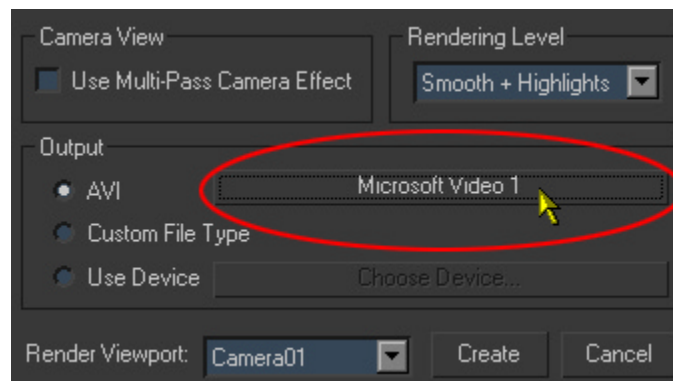 Camera View
Rendering Level
Use Multi-Pass Camera Effect
Smooth + Highlights
Output
AVI
Microsoft Video 1
Custom File Type
Use Device
Choose Device...
Render Viewport:
Camera01
Create
Cancel